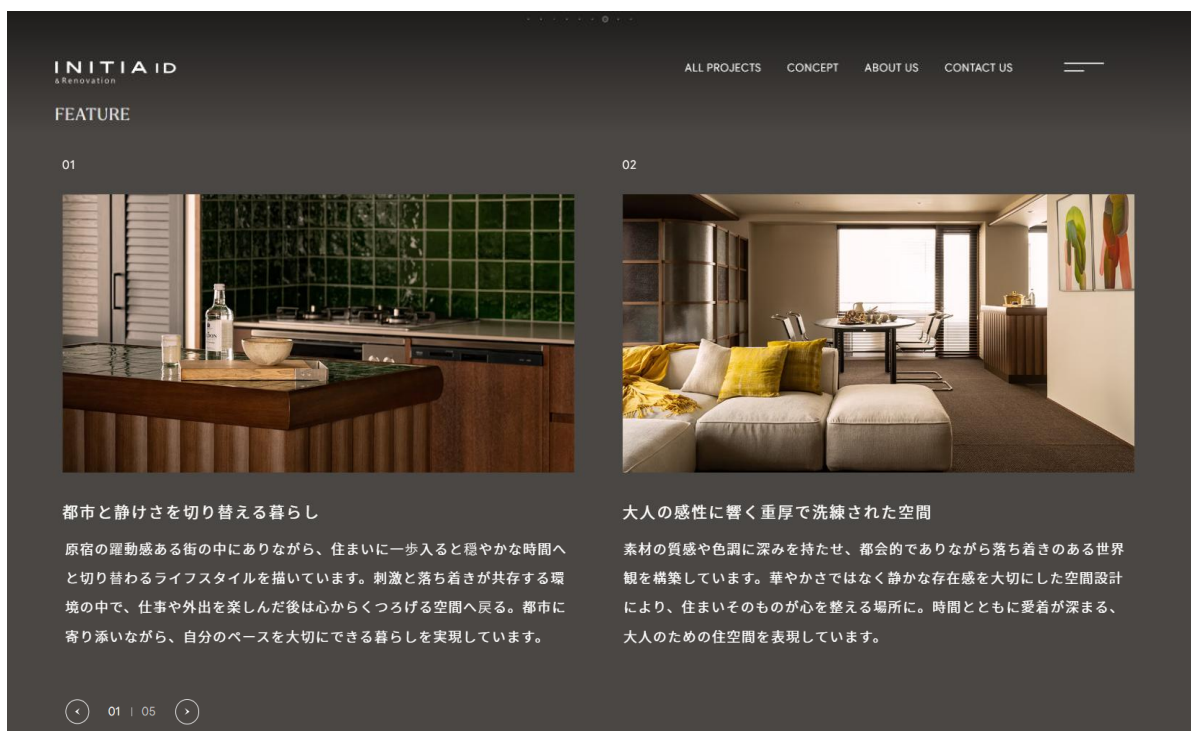 INITIA ID
& Renovation
ALL PROJECTS
CONCEPT
ABOUT US
CONTACT US
FEATURE
01
02
都市と静けさを切り替える暮らし
原宿の躍動感ある街の中にありながら、住まいに一歩入ると穏やかな時間へ
と切り替わるライフスタイルを描いています。刺激と落ち着きが共存する環
境の中で、仕事や外出を楽しんだ後は心からくつろげる空間へ戻る。都市に
寄り添いながら、自分のペースを大切にできる暮らしを実現しています。
大人の感性に響く重厚で洗練された空間
素材の質感や色調に深みを持たせ、都会的でありながら落ち着きのある世界
観を構築しています。華やかさではなく静かな存在感を大切にした空間設計
により、住まいそのものが心を整える場所に。時間とともに愛着が深まる、
大人のための住空間を表現しています。
01 | 05